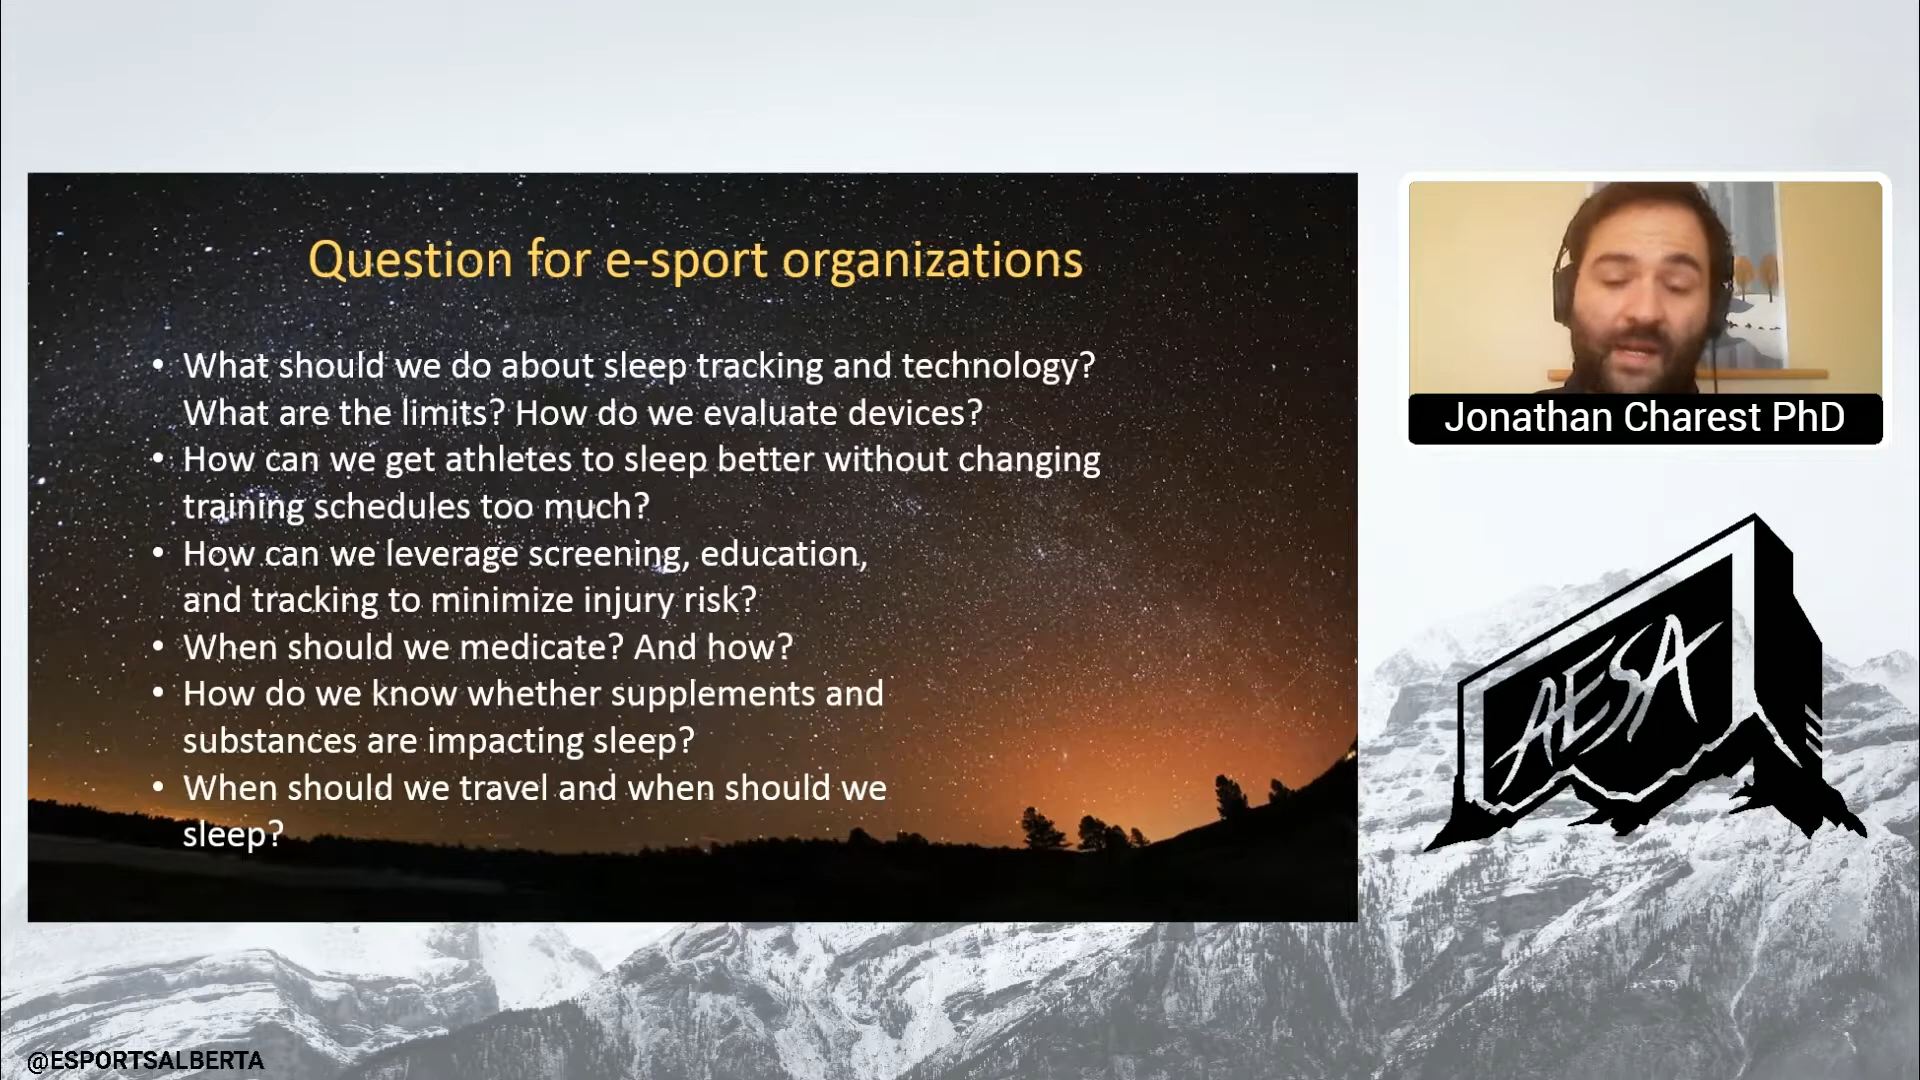 Question for e-sport organizations
• What should we do about sleep tracking and technology?
What are the limits? How do we evaluate devices?
• How can we get athletes to sleep better without changing
training schedules too much?
• How can we leverage screening, education,
and tracking to minimize injury risk?
• When should we medicate? And how?
• How do we know whether supplements and
substances are impacting sleep?
• When should we travel and when should we
sleep?
Jonathan Charest PhD
AESA
@ESPORTSALBERTA